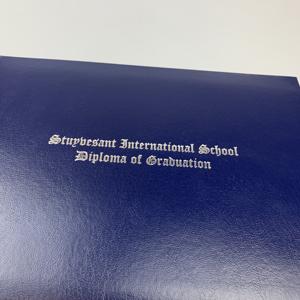 Stuyvesant International School
Diploma of Graduation